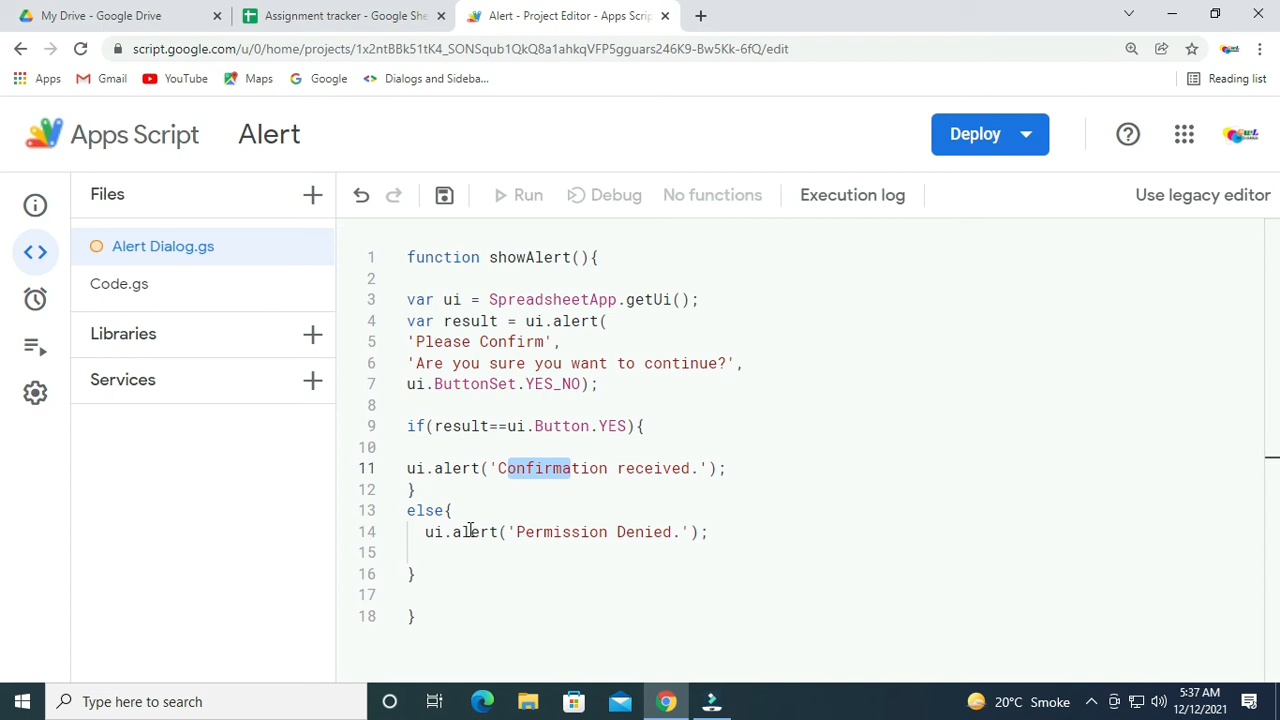 My Drive - Google Drive
Assignment tracker - Google She
Alert - Project Editor - Apps Scrip
script.google.com/u/0/home/projects/1x2ntBBk51tK4_SONSqub1QkQ8a1ahkqVFP5gguars246K9-Bw5Kk-6fQ/edit
Apps
Gmail
YouTube
Maps
Google
Dialogs and Sideba...
Reading list
Apps Script
Alert
Deploy
Files
Run
Debug
No functions
Execution log
Use legacy editor
Alert Dialog.gs
Code.gs
Libraries
Services
1 function showAlert(){
2
3 var ui = SpreadsheetApp.getUi();
4 var result = ui.alert(
5 'Please Confirm',
6 'Are you sure you want to continue?',
7 ui.ButtonSet.YES_NO);
8
9 if(result==ui.Button.YES){
10
11 ui.alert('Confirmation received.');
12 }
13 else{
14 ui.alert('Permission Denied.');
15
16 }
17
18 }
Type here to search
20°C Smoke
5:37 AM
12/12/2021